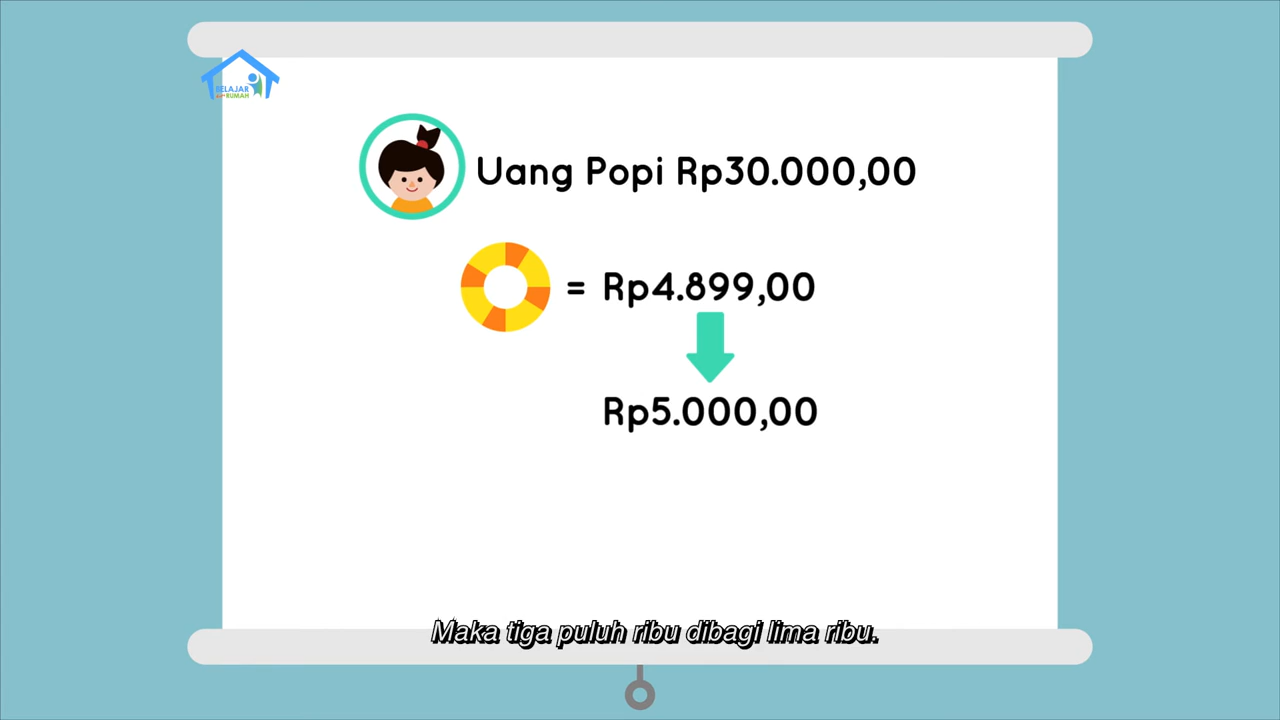 BELAJAR
RUMAH
Uang Popi Rp30.000,00
= Rp4.899,00
Rp5.000,00
Maka tiga puluh ribu dibagi lima ribu.